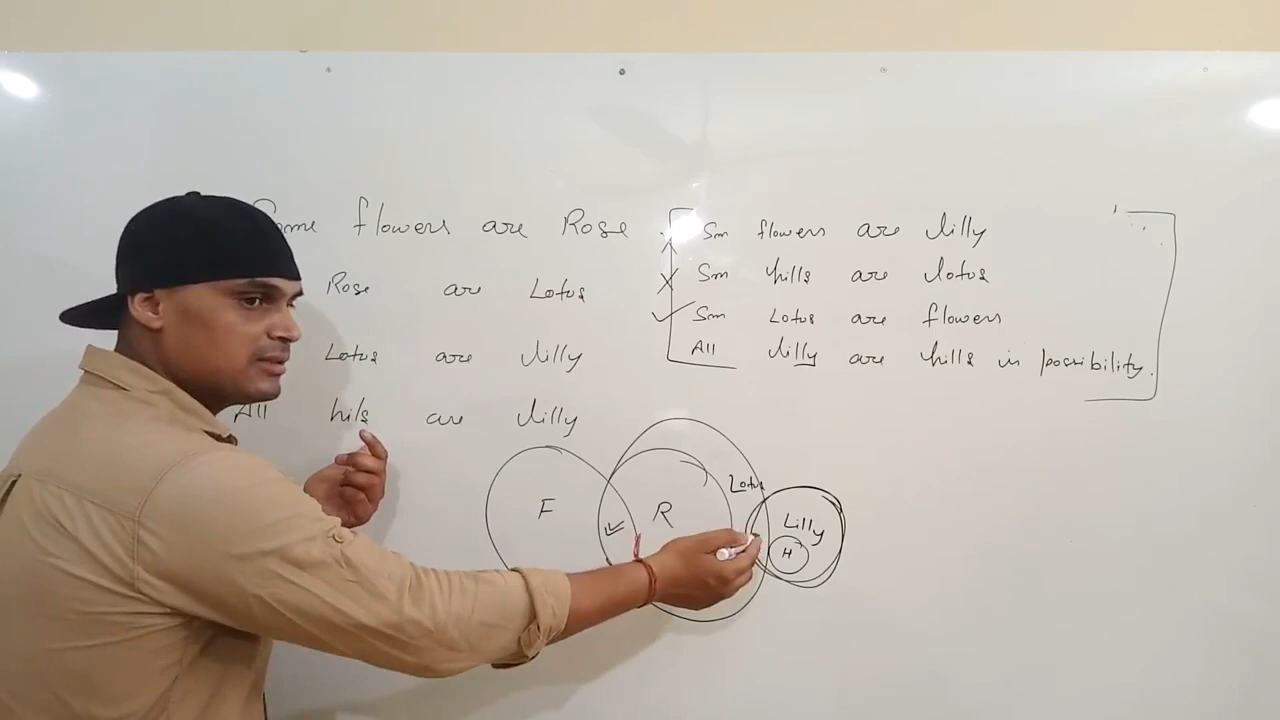 Some flowers are Rose.
Rose are Lotus
Lotus are lilly
All hils are lilly
Sm flowers are lilly
Sm hills are lotus
Sm Lotus are flowers
All lilly are hills in possibility.
F
R
Lotus
Lilly
H